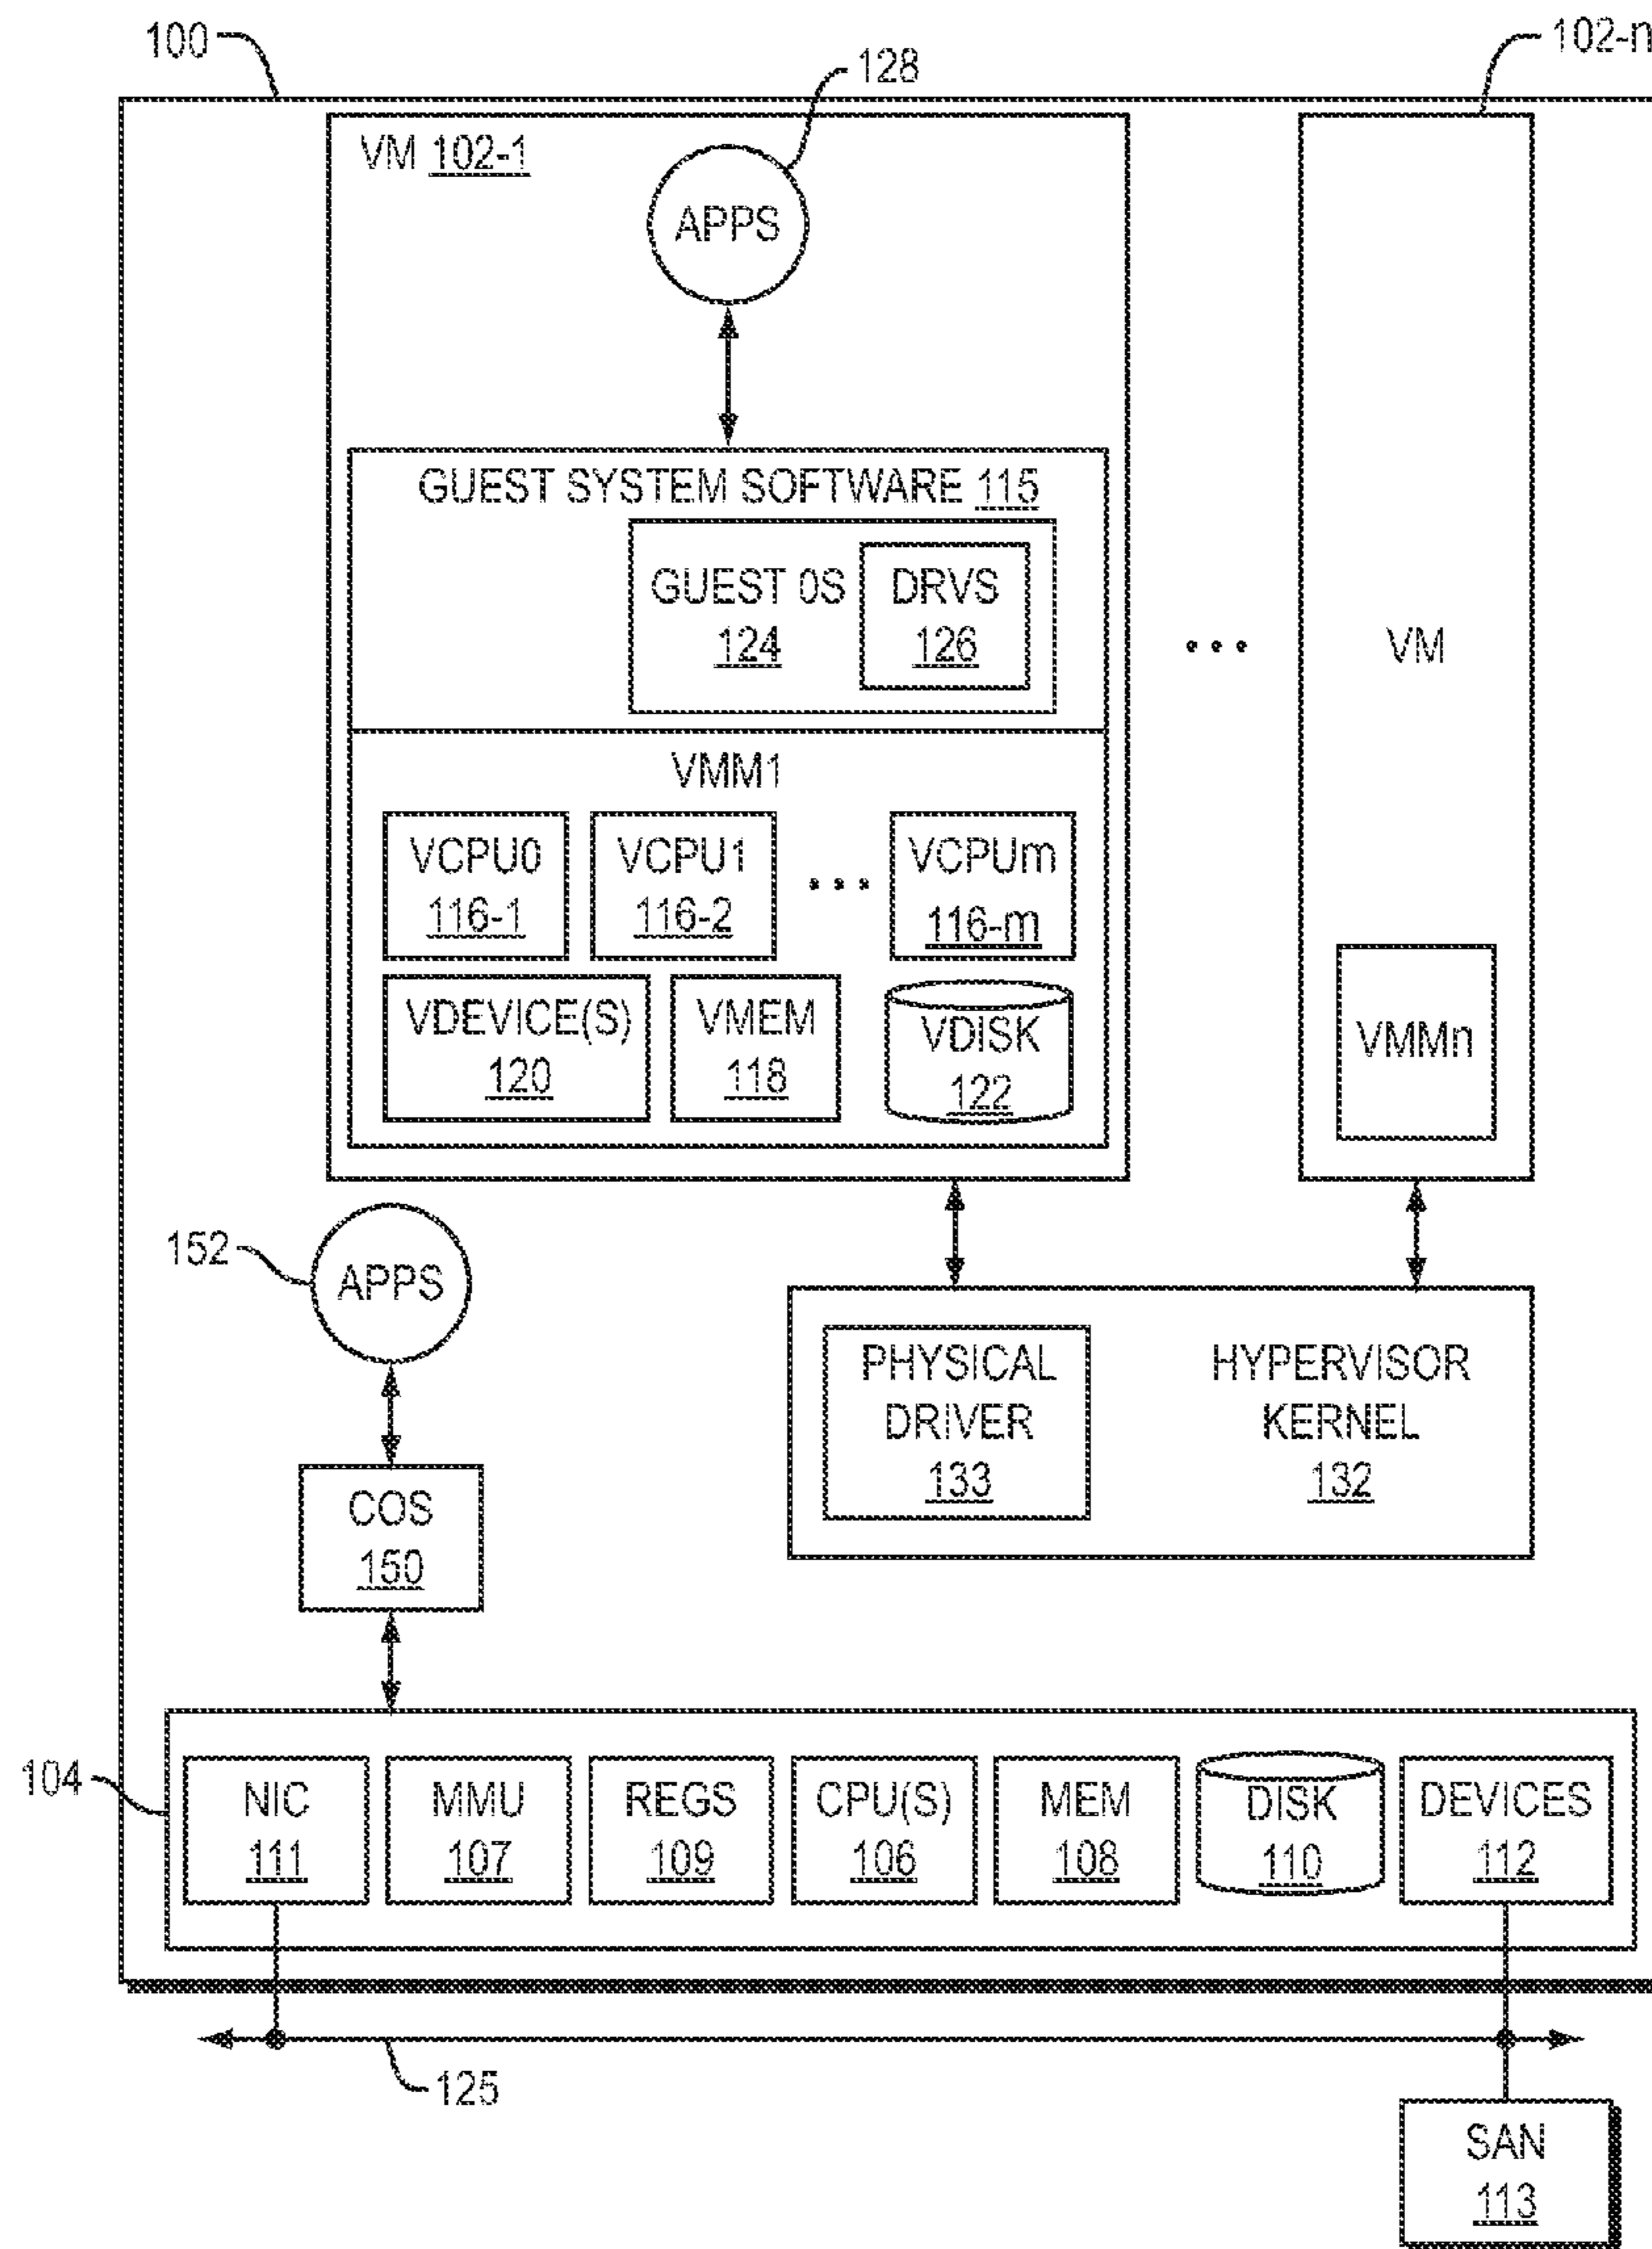 100
102-n
128
VM 102-1
APPS
GUEST SYSTEM SOFTWARE 115
GUEST 0S
124
DRVS
126
...
VM
VMM1
VCPU0
116-1
VCPU1
116-2
...
VCPUm
116-m
VDEVICE(S)
120
VMEM
118
VDISK
122
VMMn
152
APPS
PHYSICAL
DRIVER
133
HYPERVISOR
KERNEL
132
COS
150
104
NIC
111
MMU
107
REGS
109
CPU(S)
106
MEM
108
DISK
110
DEVICES
112
125
SAN
113